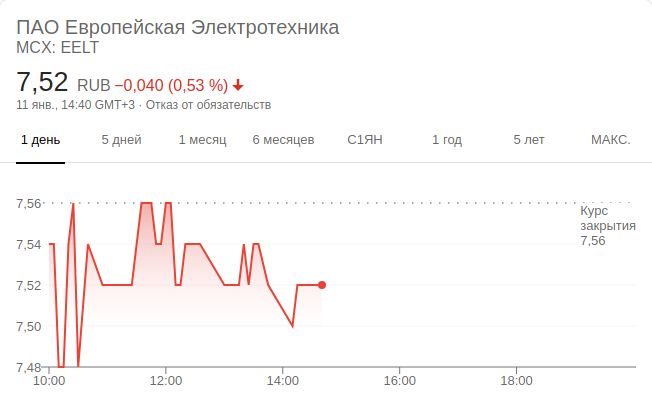 ПАО Европейская Электротехника
MCX: EELT
7,52 RUB −0,040 (0,53 %)
11 янв., 14:40 GMT+3 · Отказ от обязательств
1 день 5 дней 1 месяц 6 месяцев С1ЯН 1 год 5 лет МАКС.
7,56
7,54
7,52
7,50
7,48
Курс
закрытия
7,56
10:00 12:00 14:00 16:00 18:00